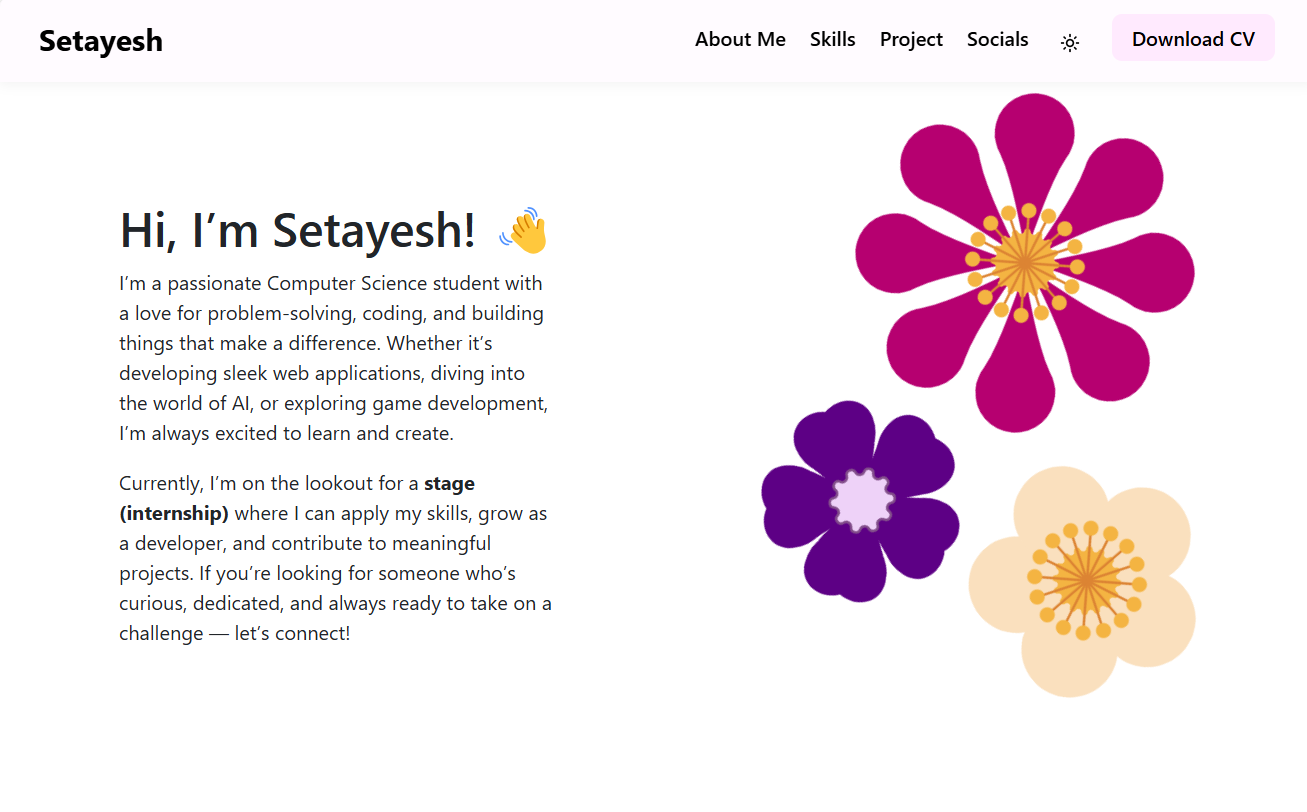 Setayesh
About Me Skills Project Socials Download CV
Hi, I’m Setayesh! 👋
I’m a passionate Computer Science student with
a love for problem-solving, coding, and building
things that make a difference. Whether it’s
developing sleek web applications, diving into
the world of AI, or exploring game development,
I’m always excited to learn and create.
Currently, I’m on the lookout for a stage
(internship) where I can apply my skills, grow as
a developer, and contribute to meaningful
projects. If you’re looking for someone who’s
curious, dedicated, and always ready to take on a
challenge — let’s connect!